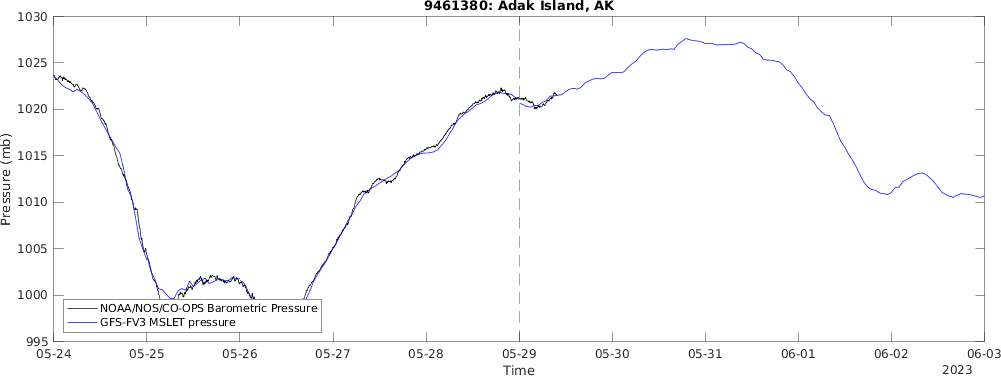 9461380: Adak Island, AK
Pressure (mb)
1030
1025
1020
1015
1010
1005
1000
995
NOAA/NOS/CO-OPS Barometric Pressure
GFS-FV3 MSLET pressure
05-24 05-25 05-26 05-27 05-28 05-29 05-30 05-31 06-01 06-02 06-03
Time
2023